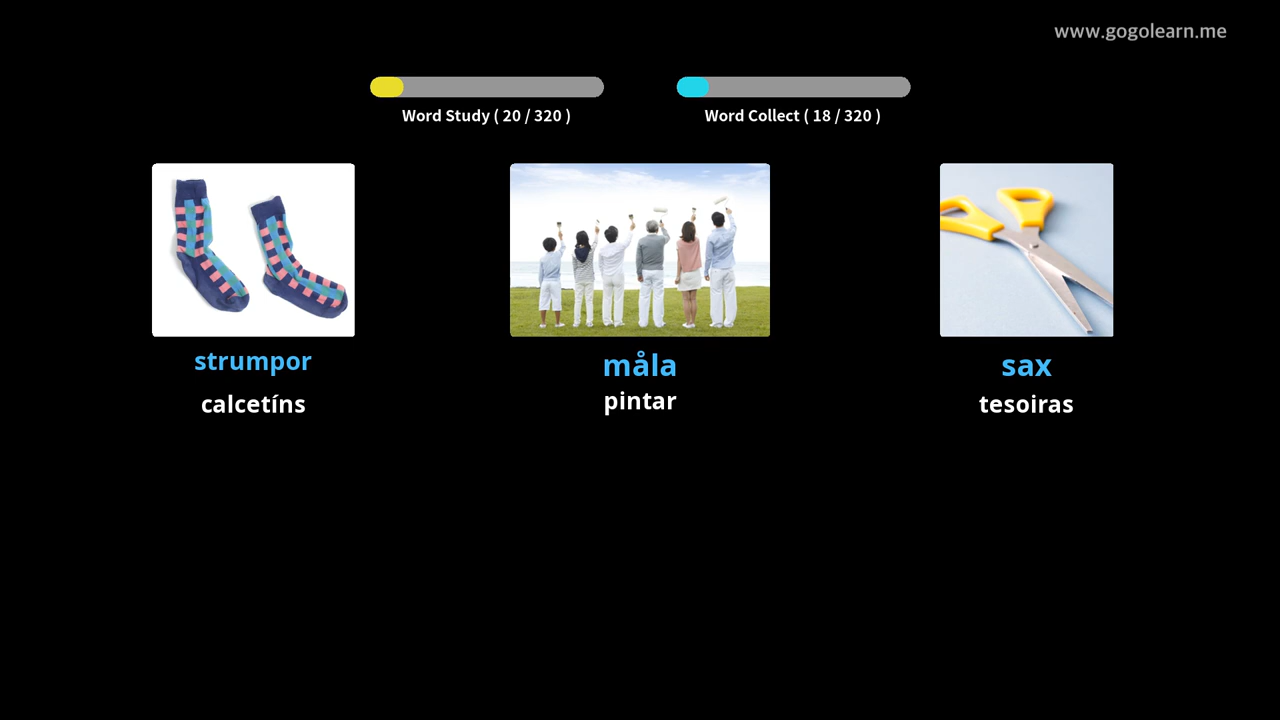 www.gogolearn.me
Word Study ( 20 / 320 )
Word Collect ( 18 / 320 )
strumpor
calcetíns
måla
pintar
sax
tesoiras